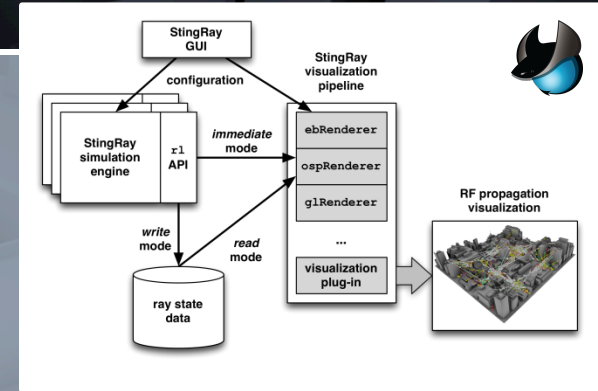 StingRay
GUI
configuration
StingRay
visualization
pipeline
StingRay
simulation
engine
rl
API
immediate
mode
ebRenderer
ospRenderer
glRenderer
...
visualization
plug-in
write
mode
read
mode
ray state
data
RF propagation
visualization